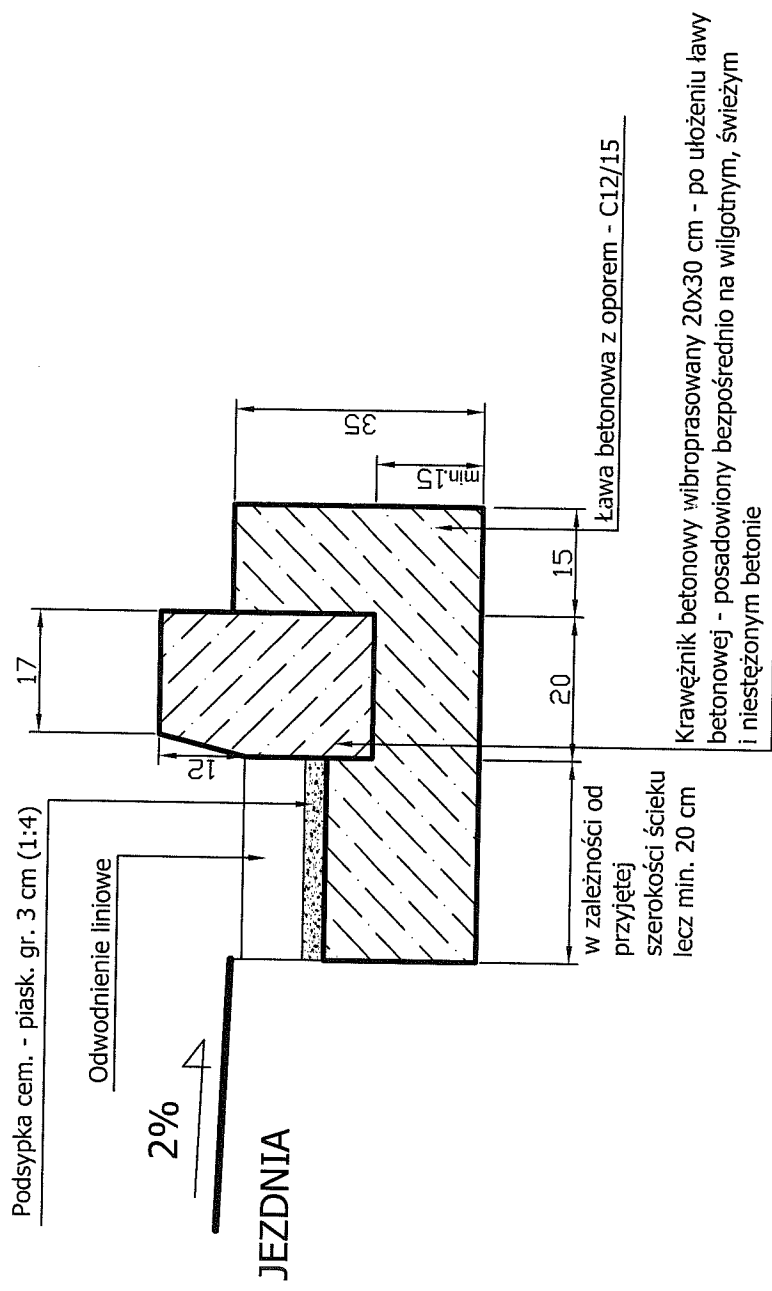 Podsypka cem. - piask. gr. 3 cm (1:4)
Odwodnienie liniowe
2%
JEZDNIA
17
12
35
min.15
w zależności od
przyjętej
szerokości ścieku
lecz min. 20 cm
20
15
Ława betonowa z oporem - C12/15
Krawężnik betonowy wibroprasowany 20x30 cm - po ułożeniu ławy
betonowej - posadowiony bezpośrednio na wilgotnym, świeżym
i niestężonym betonie